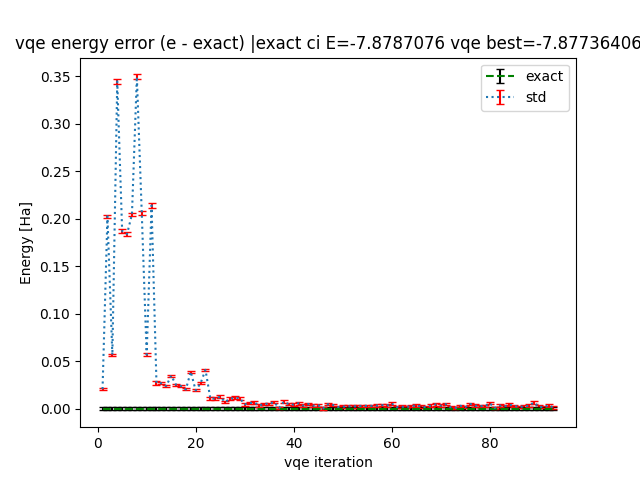 vqe energy error (e - exact) |exact ci E=-7.8787076 vqe best=-7.87736406
exact
std
0.35
0.30
0.25
0.20
0.15
0.10
0.05
0.00
Energy [Ha]
0
20
40
60
80
vqe iteration